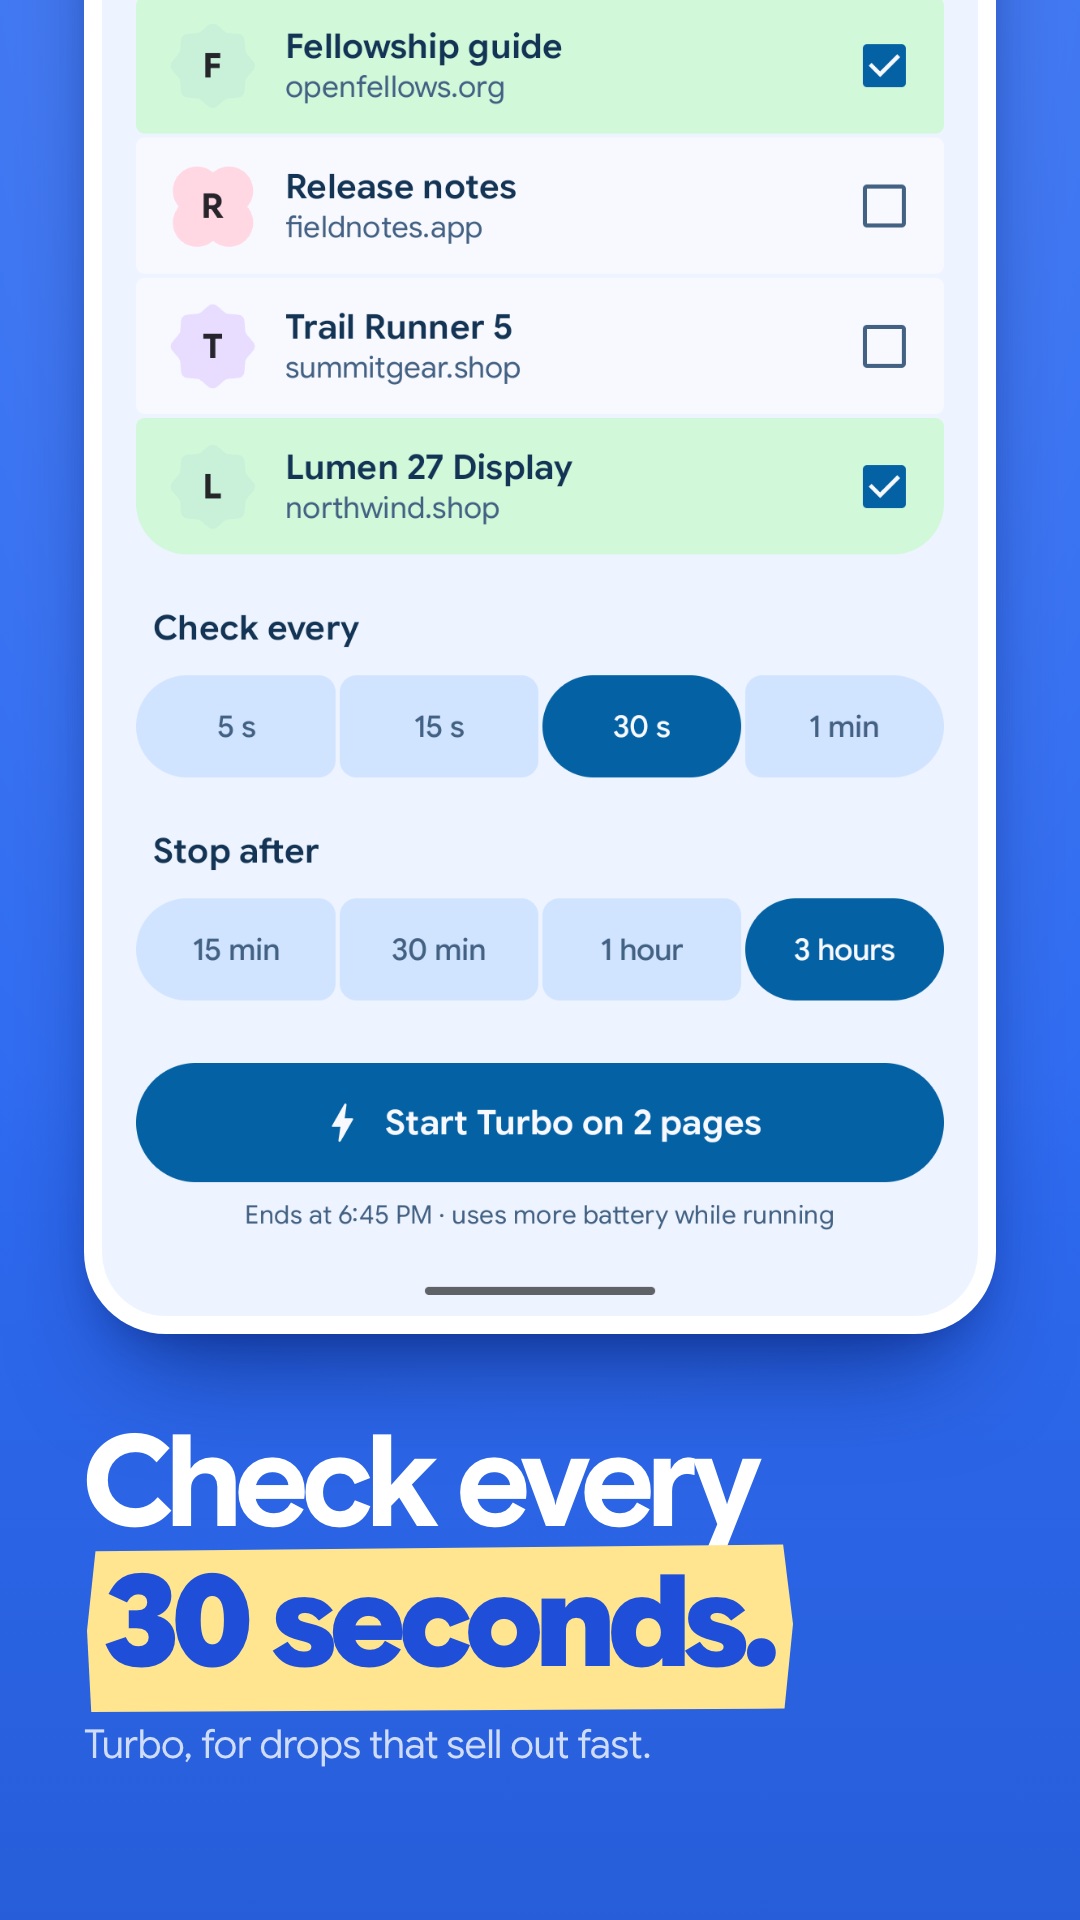 F
Fellowship guide
openfellows.org
R
Release notes
fieldnotes.app
T
Trail Runner 5
summitgear.shop
L
Lumen 27 Display
northwind.shop
Check every
5 s
15 s
30 s
1 min
Stop after
15 min
30 min
1 hour
3 hours
Start Turbo on 2 pages
Ends at 6:45 PM · uses more battery while running
Check every
30 seconds.
Turbo, for drops that sell out fast.